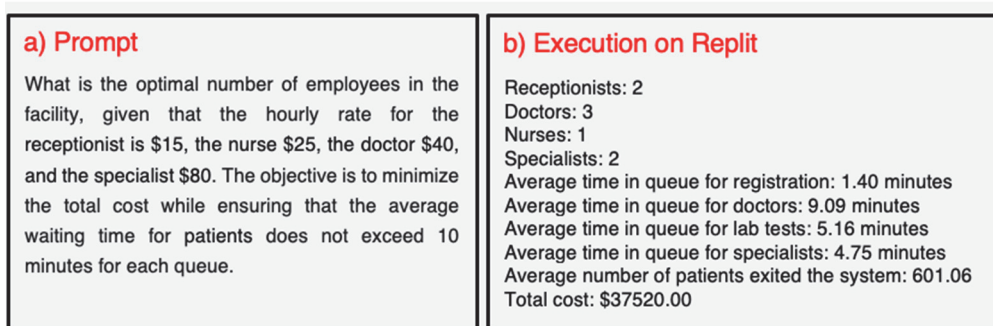 a) Prompt
What is the optimal number of employees in the
facility, given that the hourly rate for the
receptionist is $15, the nurse $25, the doctor $40,
and the specialist $80. The objective is to minimize
the total cost while ensuring that the average
waiting time for patients does not exceed 10
minutes for each queue.
b) Execution on Replit
Receptionists: 2
Doctors: 3
Nurses: 1
Specialists: 2
Average time in queue for registration: 1.40 minutes
Average time in queue for doctors: 9.09 minutes
Average time in queue for lab tests: 5.16 minutes
Average time in queue for specialists: 4.75 minutes
Average number of patients exited the system: 601.06
Total cost: $37520.00